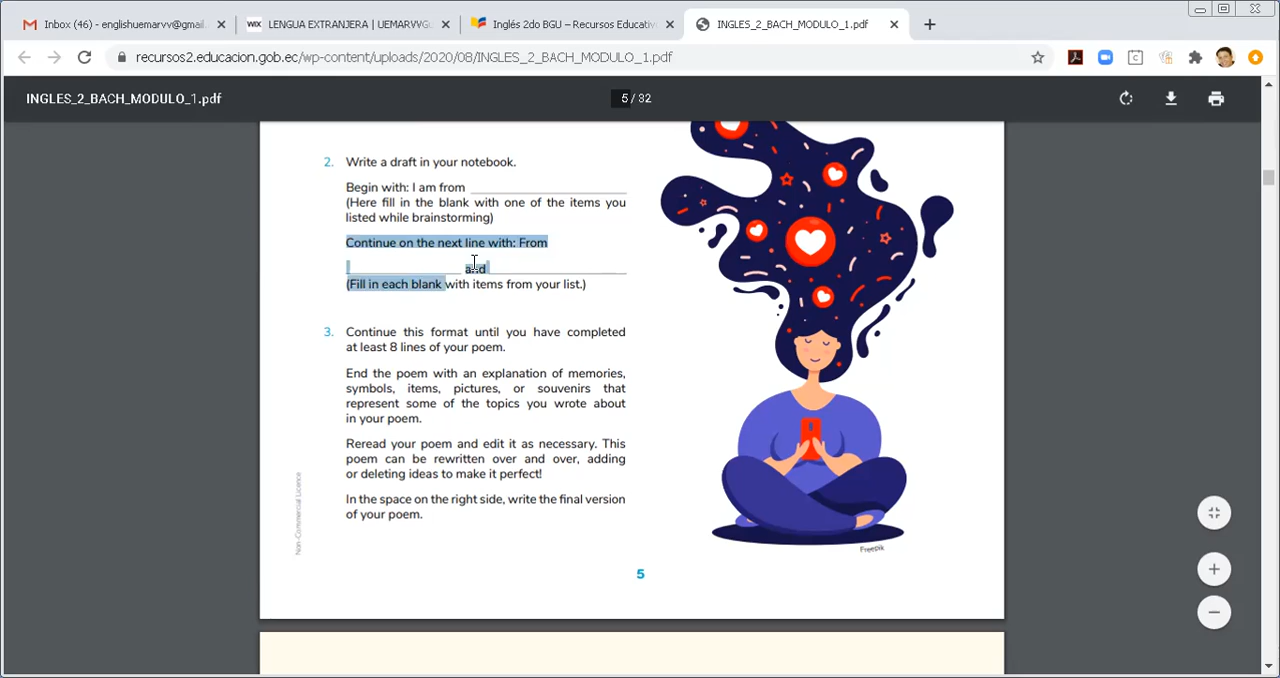 Inbox (46) - englishuemarvv@gmail.
WIX
LENGUA EXTRANJERA | UEMARVV
Inglés 2do BGU – Recursos Educativ
INGLES_2_BACH_MODULO_1.pdf
recursos2.educacion.gob.ec/wp-content/uploads/2020/08/INGLES_2_BACH_MODULO_1.pdf
INGLES_2_BACH_MODULO_1.pdf
5 / 32
2. Write a draft in your notebook.
Begin with: I am from
(Here fill in the blank with one of the items you
listed while brainstorming)
Continue on the next line with: From
and
(Fill in each blank with items from your list.)
3. Continue this format until you have completed
at least 8 lines of your poem.
End the poem with an explanation of memories,
symbols, items, pictures, or souvenirs that
represent some of the topics you wrote about
in your poem.
Reread your poem and edit it as necessary. This
poem can be rewritten over and over, adding
or deleting ideas to make it perfect!
In the space on the right side, write the final version
of your poem.
Non-Commercial Licence
Freepik
5